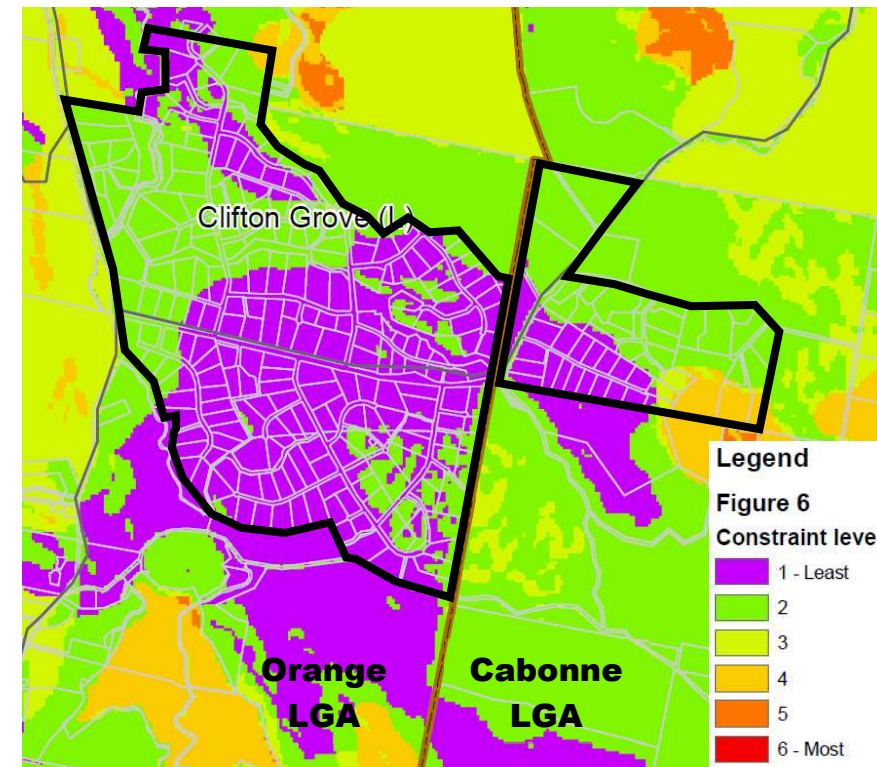 Clifton Grove (L)
Orange
LGA
Cabonne
LGA
Legend
Figure 6
Constraint leve
1 - Least
2
3
4
5
6 - Most